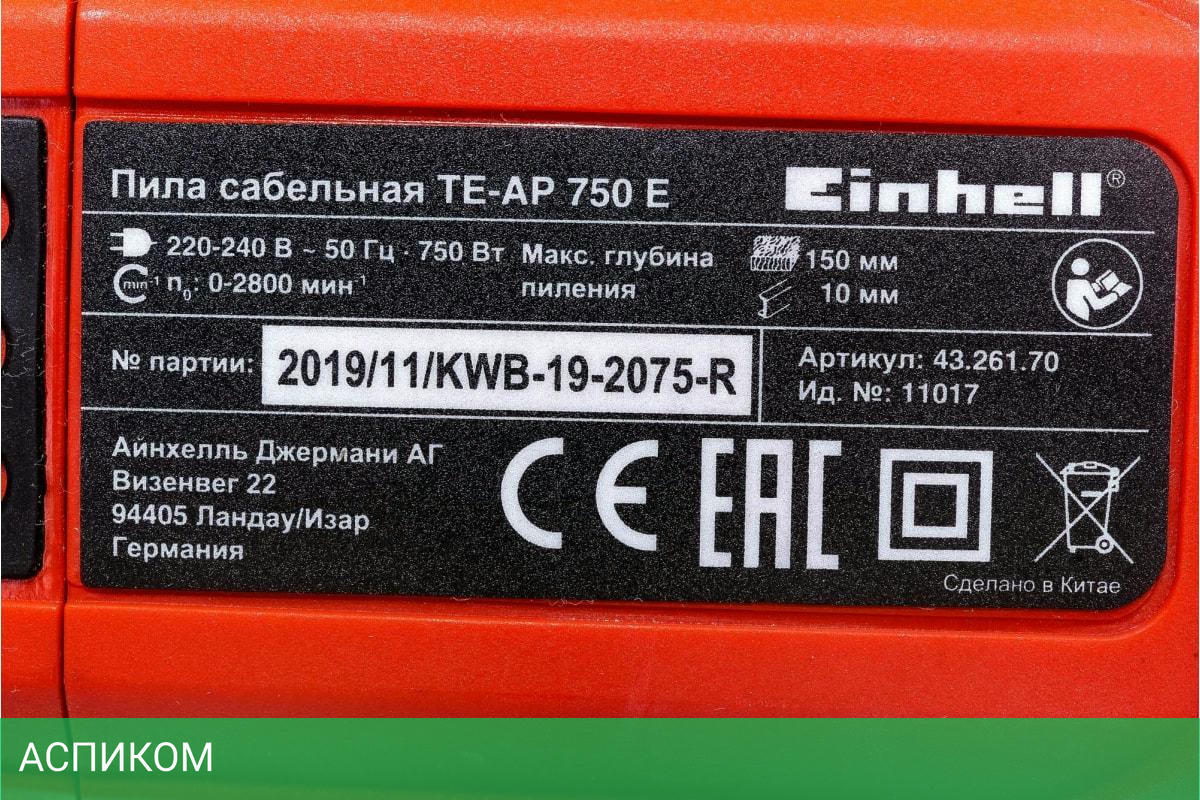 Пила сабельная TE-AP 750 E
Einhell®
220-240 В ~ 50 Гц · 750 Вт
min⁻¹ n₀: 0-2800 мин⁻¹
Макс. глубина
пиления
150 мм
10 мм
№ партии: 2019/11/KWB-19-2075-R
Артикул: 43.261.70
Ид. №: 11017
Айнхелль Джермани АГ
Визенвег 22
94405 Ландау/Изар
Германия
CE EAC
Сделано в Китае
АСПИКОМ